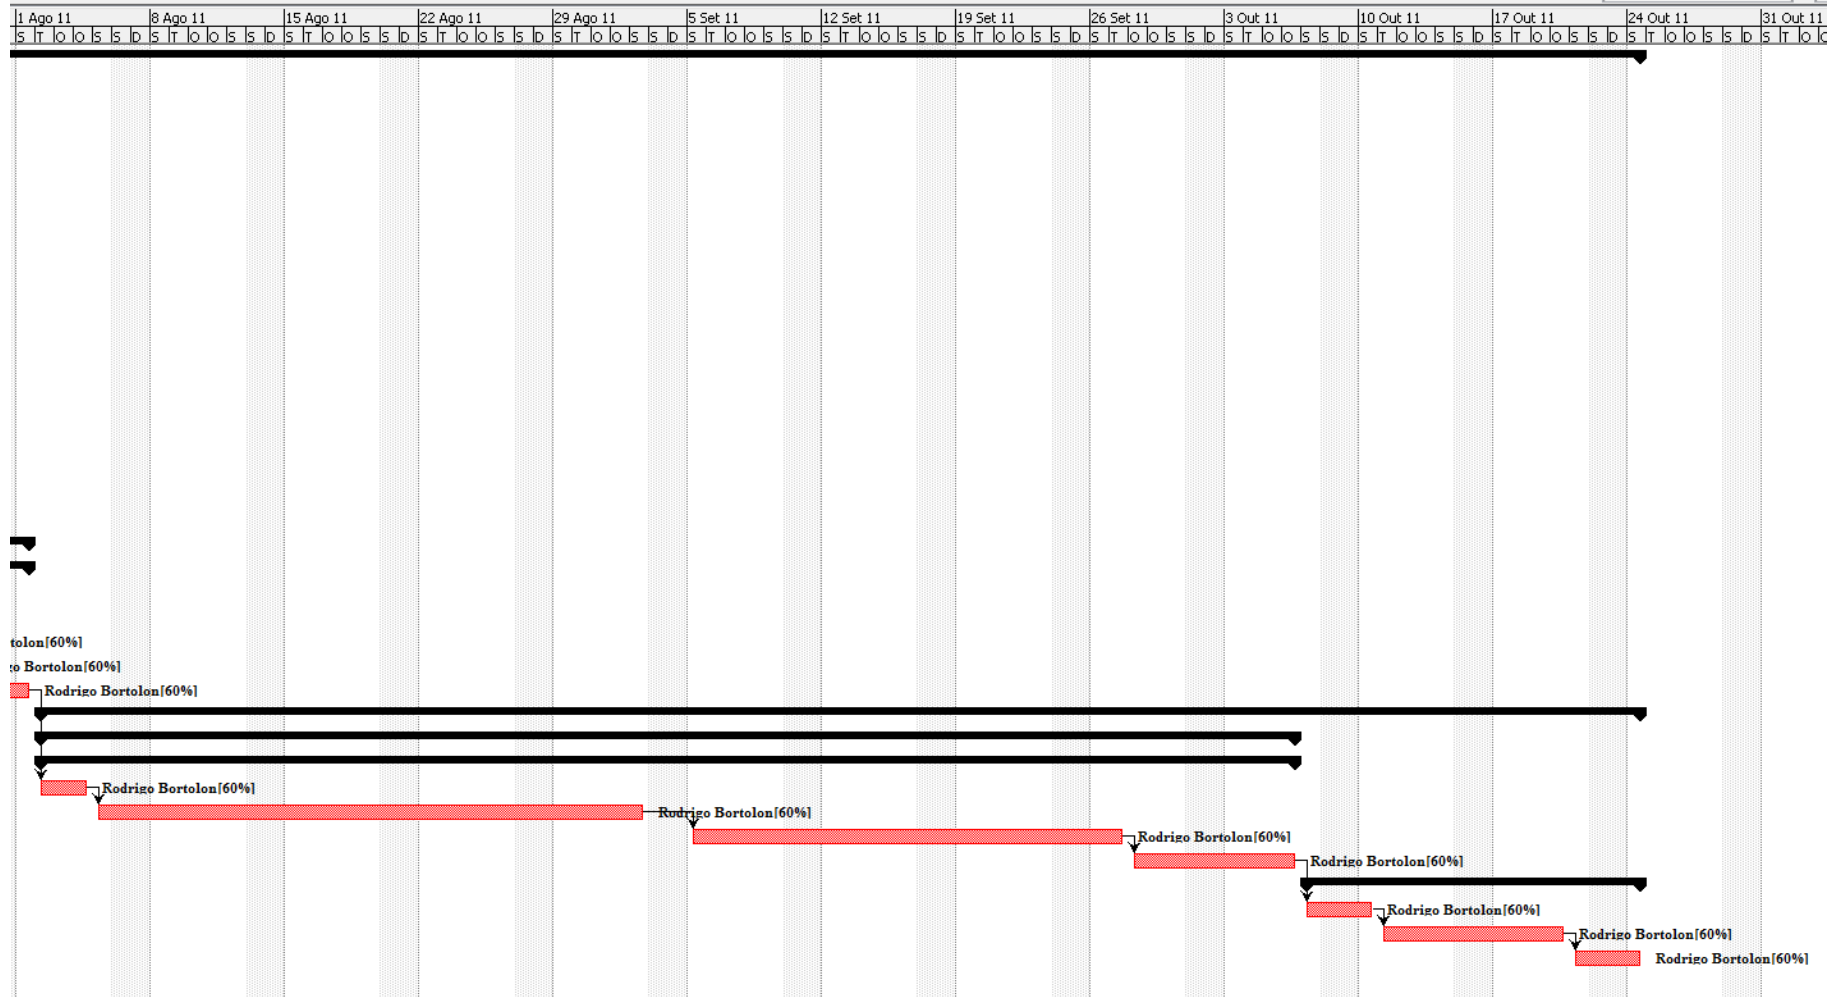 1 Ago 11 8 Ago 11 15 Ago 11 22 Ago 11 29 Ago 11 5 Set 11 12 Set 11 19 Set 11 26 Set 11 3 Out 11 10 Out 11 17 Out 11 24 Out 11 31 Out 11
S T Q Q S S D S T Q Q S S D S T Q Q S S D S T Q Q S S D S T Q Q S S D S T Q Q S S D S T Q Q S S D S T Q Q S S D S T Q Q S S D S T Q Q S S D S T Q Q S S D S T Q Q S S D S T Q Q S S D S T Q Q
tolon[60%]
go Bortolon[60%]
Rodrigo Bortolon[60%]
Rodrigo Bortolon[60%]
Rodrigo Bortolon[60%]
Rodrigo Bortolon[60%]
Rodrigo Bortolon[60%]
Rodrigo Bortolon[60%]
Rodrigo Bortolon[60%]
Rodrigo Bortolon[60%]